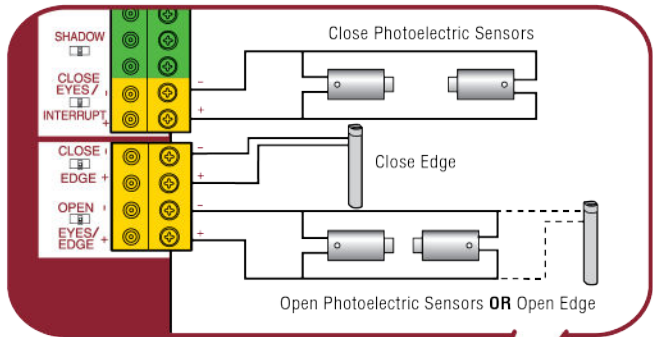 SHADOW
CLOSE
EYES/ -
INTERRUPT +
- 
+
Close Photoelectric Sensors
CLOSE -
EDGE +
-
+
Close Edge
OPEN -
EYES/
EDGE +
-
+
Open Photoelectric Sensors OR Open Edge